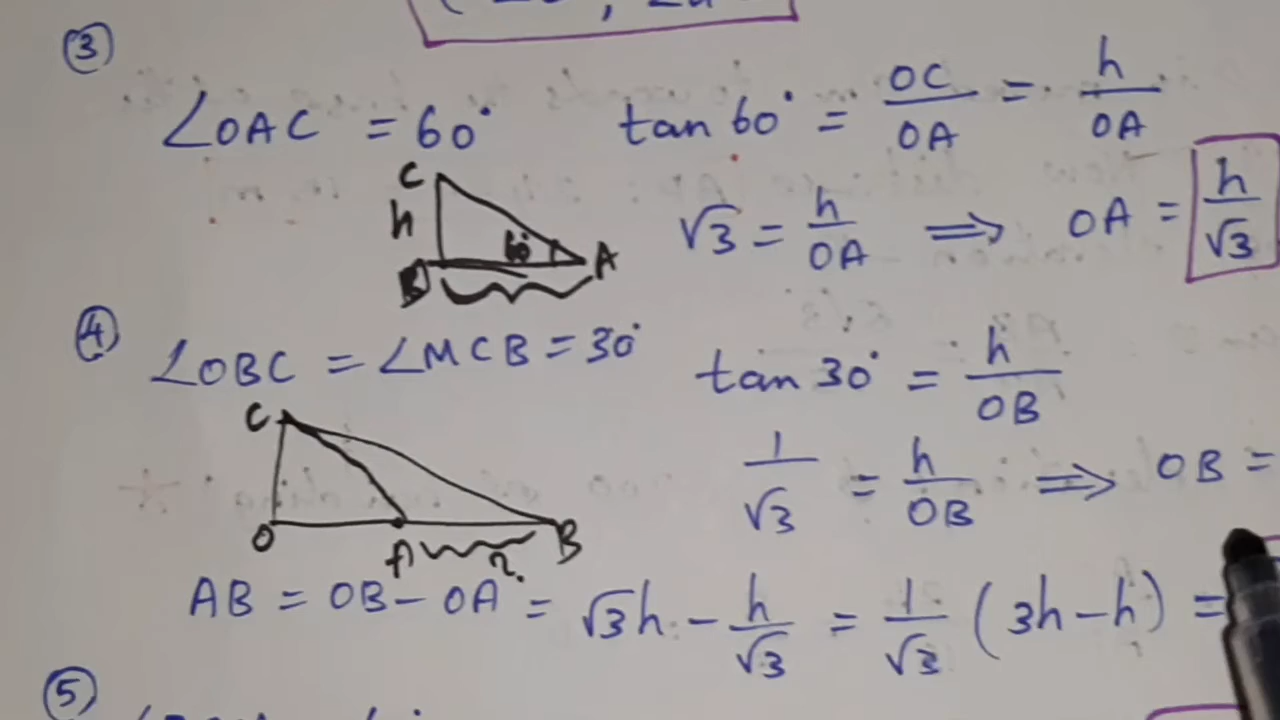 ③
∠OAC = 60° tan 60° = OC/OA = h/OA
C
h
60°
A
√3 = h/OA ⟹ OA = h/√3
④
∠OBC = ∠MCB = 30° tan 30° = h/OB
C
O A B
?
1/√3 = h/OB ⟹ OB =
AB = OB - OA = √3h - h/√3 = 1/√3 (3h - h) =
⑤